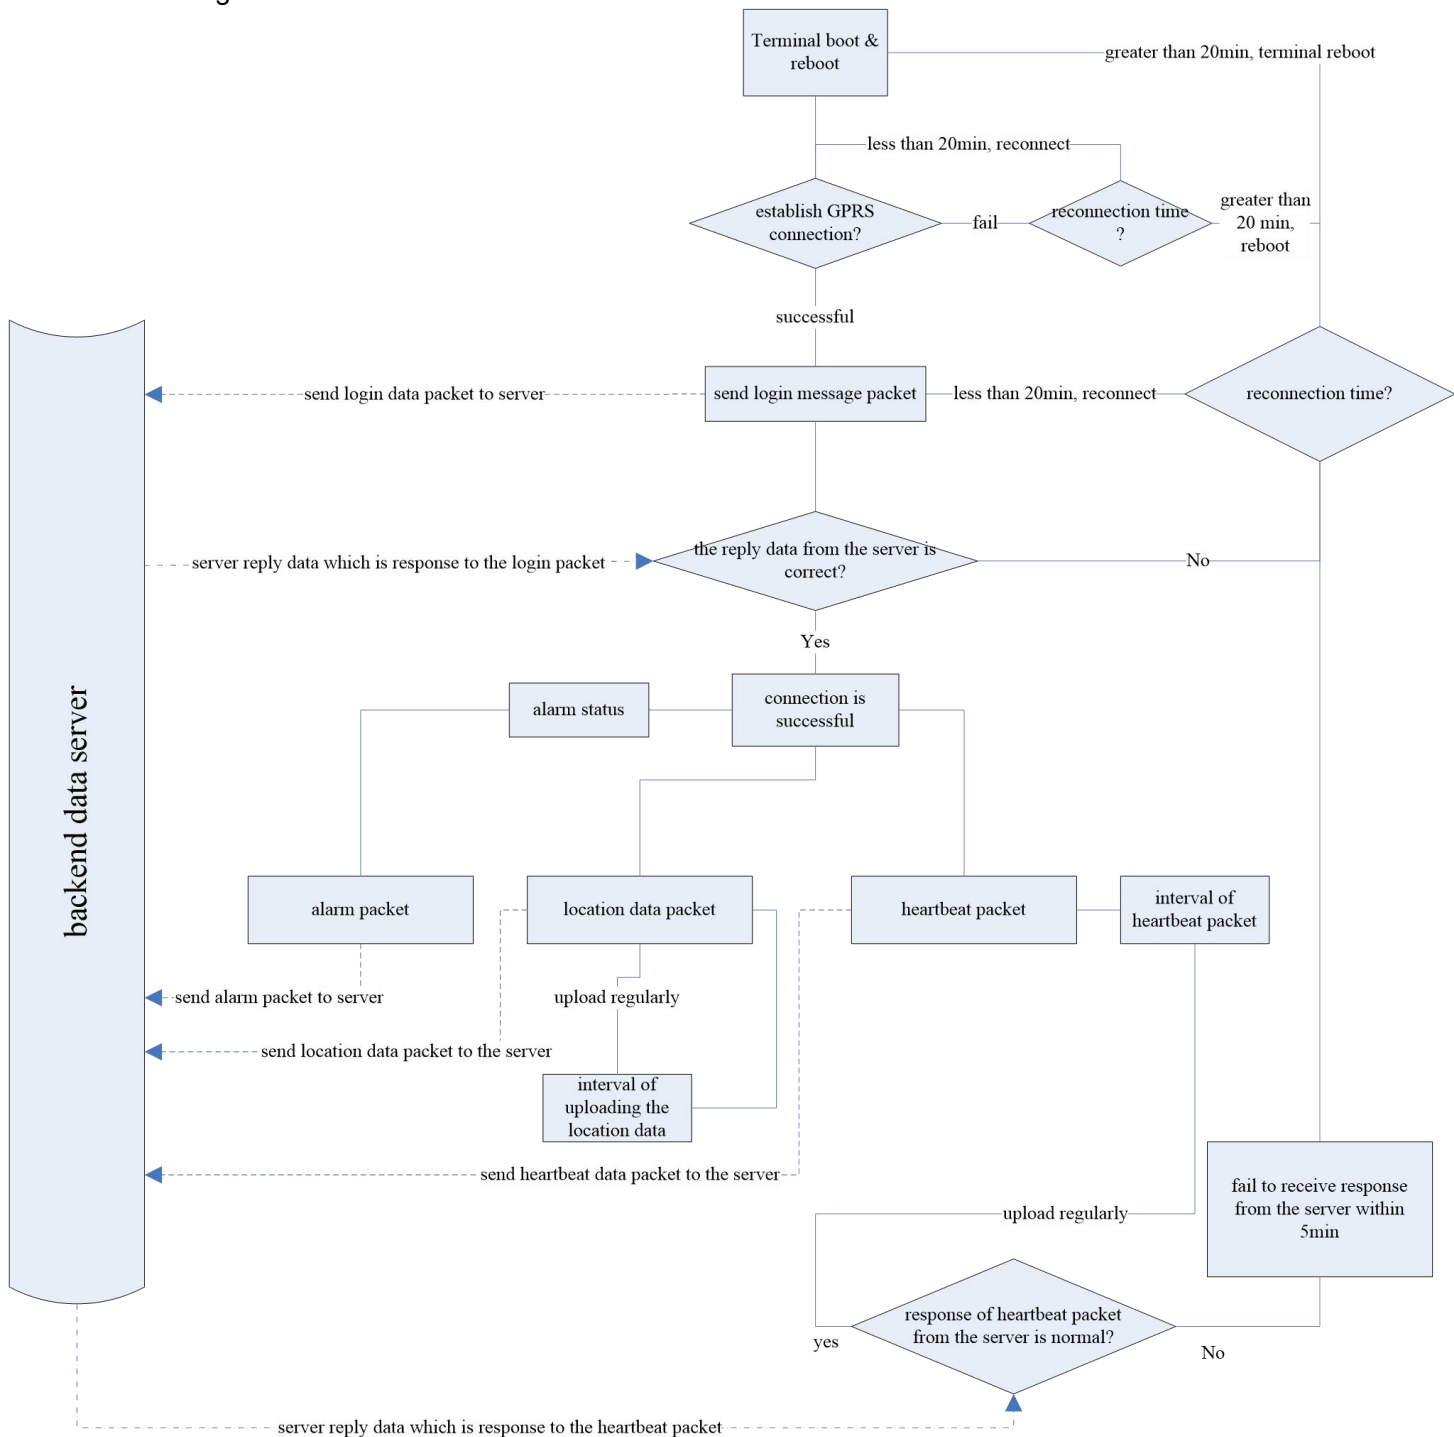 g
Terminal boot &
reboot
greater than 20min, terminal reboot
less than 20min, reconnect
establish GPRS
connection?
fail
reconnection time
?
greater than
20 min,
reboot
successful
send login data packet to server
send login message packet
less than 20min, reconnect
reconnection time?
server reply data which is response to the login packet
the reply data from the server is
correct?
No
Yes
alarm status
connection is
successful
backend data server
alarm packet
location data packet
heartbeat packet
interval of
heartbeat packet
send alarm packet to server
upload regularly
send location data packet to the server
interval of
uploading the
location data
send heartbeat data packet to the server
fail to receive response
from the server within
5min
upload regularly
response of heartbeat packet
from the server is normal?
yes
No
server reply data which is response to the heartbeat packet